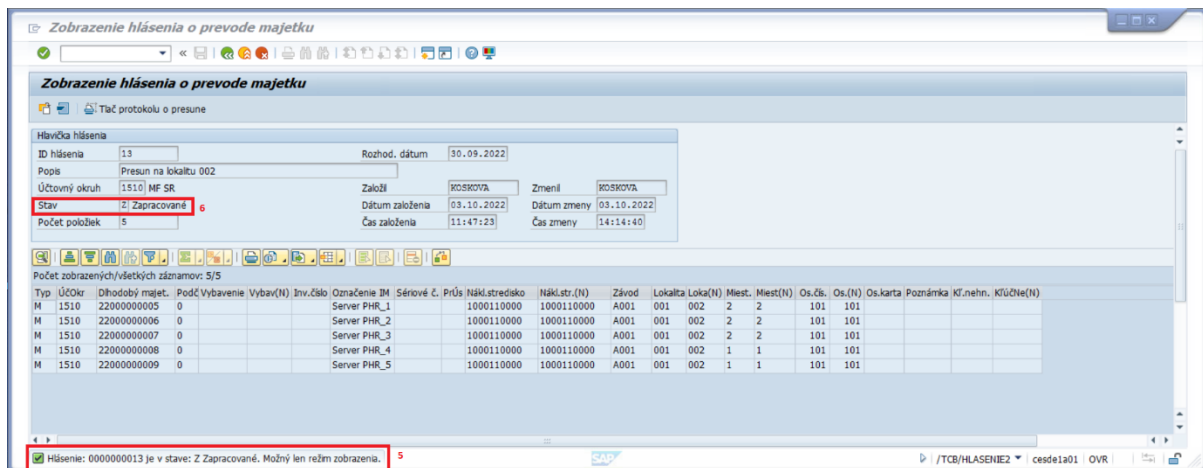 Zobrazenie hlásenia o prevode majetku
Zobrazenie hlásenia o prevode majetku
Tlač protokolu o presune
Hlavička hlásenia
ID hlásenia 13 Rozhod. dátum 30.09.2022
Popis Presun na lokalitu 002
Účtovný okruh 1510 MF SR Založil KOSKOVA Zmenil KOSKOVA
Stav Z Zapracované 6 Dátum založenia 03.10.2022 Dátum zmeny 03.10.2022
Počet položiek 5 Čas založenia 11:47:23 Čas zmeny 14:14:40
Počet zobrazených/všetkých záznamov: 5/5
Typ ÚčOkr Dlhodobý majet. Podč Vybavenie Vybav(N) Inv.číslo Označenie IM Sériové č. PrÚs Nákl.stredisko Nákl.str.(N) Závod Lokalita Loka(N) Miest. Miest(N) Os.čís. Os.(N) Os.karta Poznámka Kľ.nehn. KľúčNe(N)
M 1510 22000000005 0 Server PHR_1 1000110000 1000110000 A001 001 002 2 2 101 101
M 1510 22000000006 0 Server PHR_2 1000110000 1000110000 A001 001 002 2 2 101 101
M 1510 22000000007 0 Server PHR_3 1000110000 1000110000 A001 001 002 2 2 101 101
M 1510 22000000008 0 Server PHR_4 1000110000 1000110000 A001 001 002 1 1 101 101
M 1510 22000000009 0 Server PHR_5 1000110000 1000110000 A001 001 002 1 1 101 101
Hlásenie: 0000000013 je v stave: Z Zapracované. Možný len režim zobrazenia. 5
SAP /TCB/HLASENIE2 cesde1a01 OVR